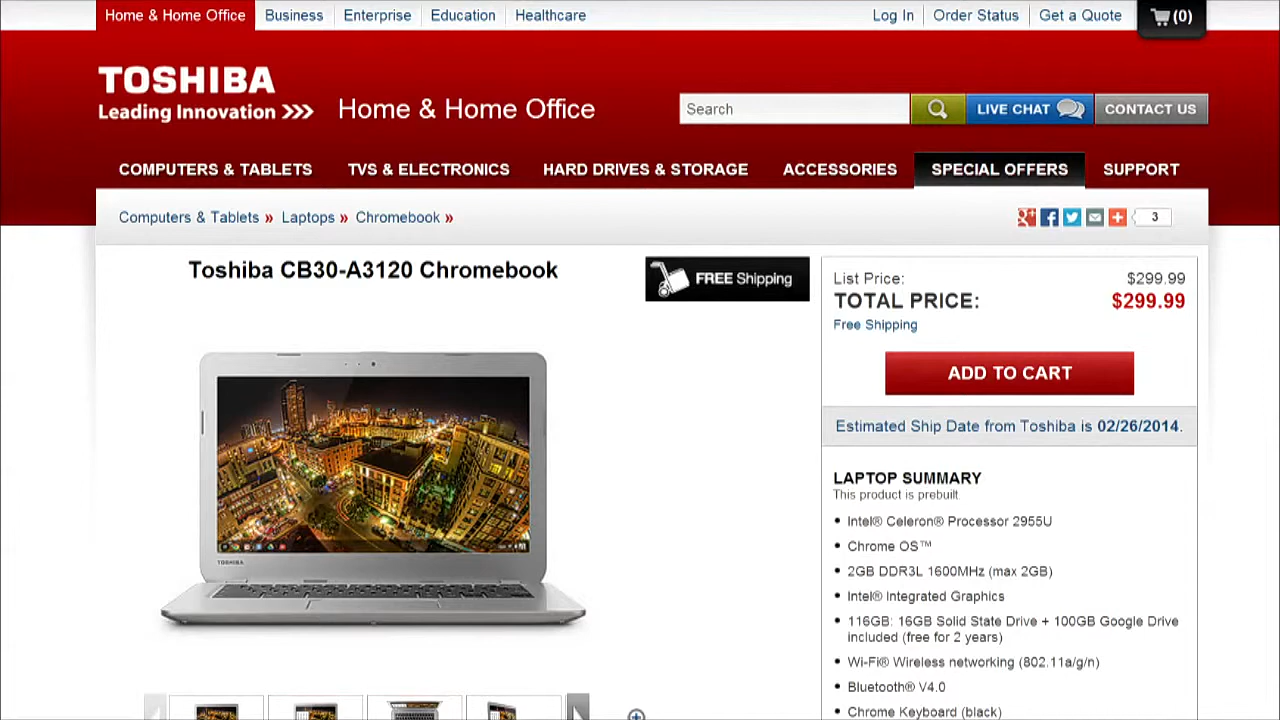 Home & Home Office
Business
Enterprise
Education
Healthcare
Log In
Order Status
Get a Quote
(0)
TOSHIBA
Leading Innovation >>>
Home & Home Office
Search
LIVE CHAT
CONTACT US
COMPUTERS & TABLETS
TVS & ELECTRONICS
HARD DRIVES & STORAGE
ACCESSORIES
SPECIAL OFFERS
SUPPORT
Computers & Tablets » Laptops » Chromebook »
3
Toshiba CB30-A3120 Chromebook
FREE Shipping
List Price: $299.99
TOTAL PRICE: $299.99
Free Shipping
ADD TO CART
Estimated Ship Date from Toshiba is 02/26/2014.
LAPTOP SUMMARY
This product is prebuilt
• Intel® Celeron® Processor 2955U
• Chrome OS™
• 2GB DDR3L 1600MHz (max 2GB)
• Intel® Integrated Graphics
• 116GB: 16GB Solid State Drive + 100GB Google Drive
included (free for 2 years)
• Wi-Fi® Wireless networking (802.11a/g/n)
• Bluetooth® V4.0
• Chrome Keyboard (black)
TOSHIBA